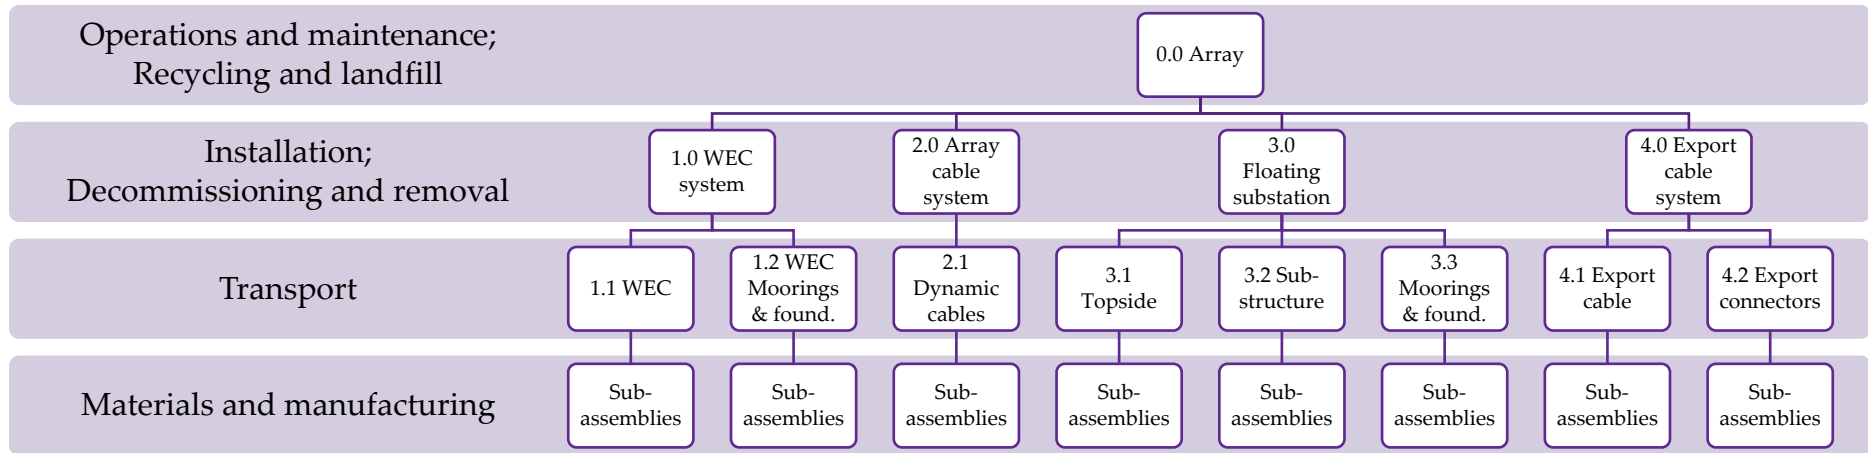 Operations and maintenance;
Recycling and landfill
0.0 Array
Installation;
Decommissioning and removal
1.0 WEC
system
2.0 Array
cable
system
3.0
Floating
substation
4.0 Export
cable
system
Transport
1.1 WEC
1.2 WEC
Moorings
& found.
2.1
Dynamic
cables
3.1
Topside
3.2 Sub-
structure
3.3
Moorings
& found.
4.1 Export
cable
4.2 Export
connectors
Materials and manufacturing
Sub-
assemblies
Sub-
assemblies
Sub-
assemblies
Sub-
assemblies
Sub-
assemblies
Sub-
assemblies
Sub-
assemblies
Sub-
assemblies